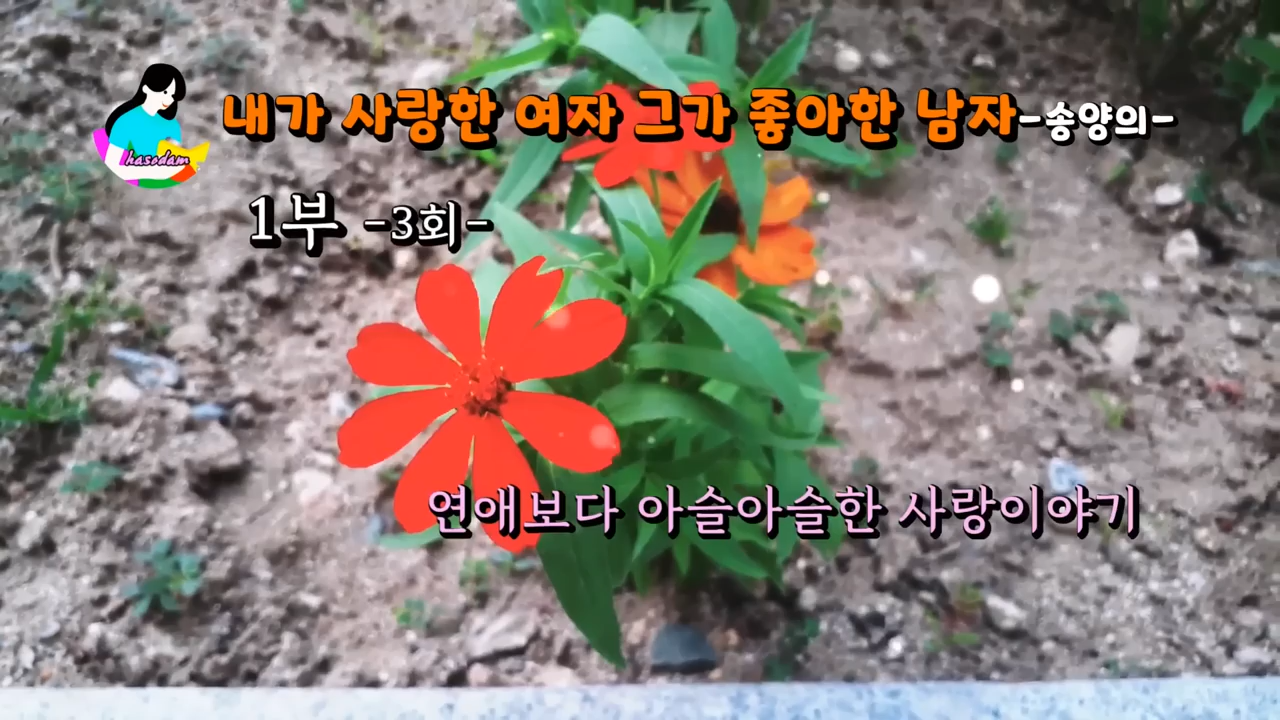 내가 사랑한 여자 그가 좋아한 남자-송양의-
hasodam
1부 -3회-
연애보다 아슬아슬한 사랑이야기